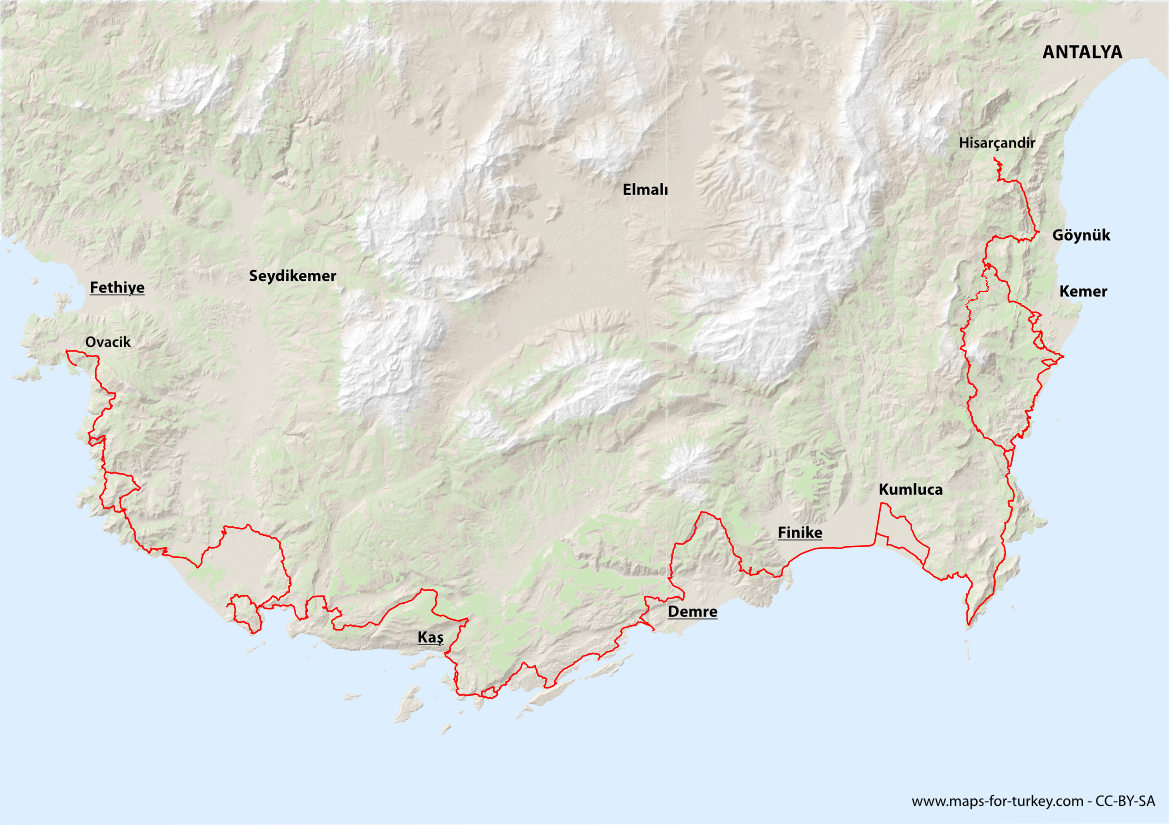 ANTALYA
Hisarçandir
Elmalı
Göynük
Seydikemer
Fethiye
Kemer
Ovacik
Kumluca
Finike
Demre
Kaş
www.maps-for-turkey.com - CC-BY-SA